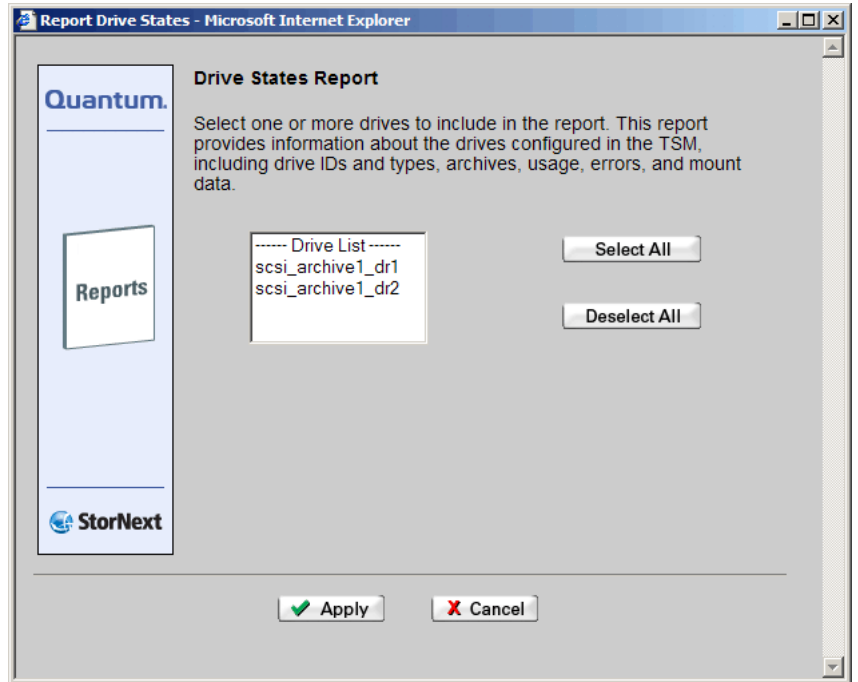 Report Drive States - Microsoft Internet Explorer
Quantum.
Drive States Report
Select one or more drives to include in the report. This report
provides information about the drives configured in the TSM,
including drive IDs and types, archives, usage, errors, and mount
data.
------ Drive List ------
scsi_archive1_dr1
scsi_archive1_dr2
Select All
Deselect All
Reports
StorNext
Apply
Cancel